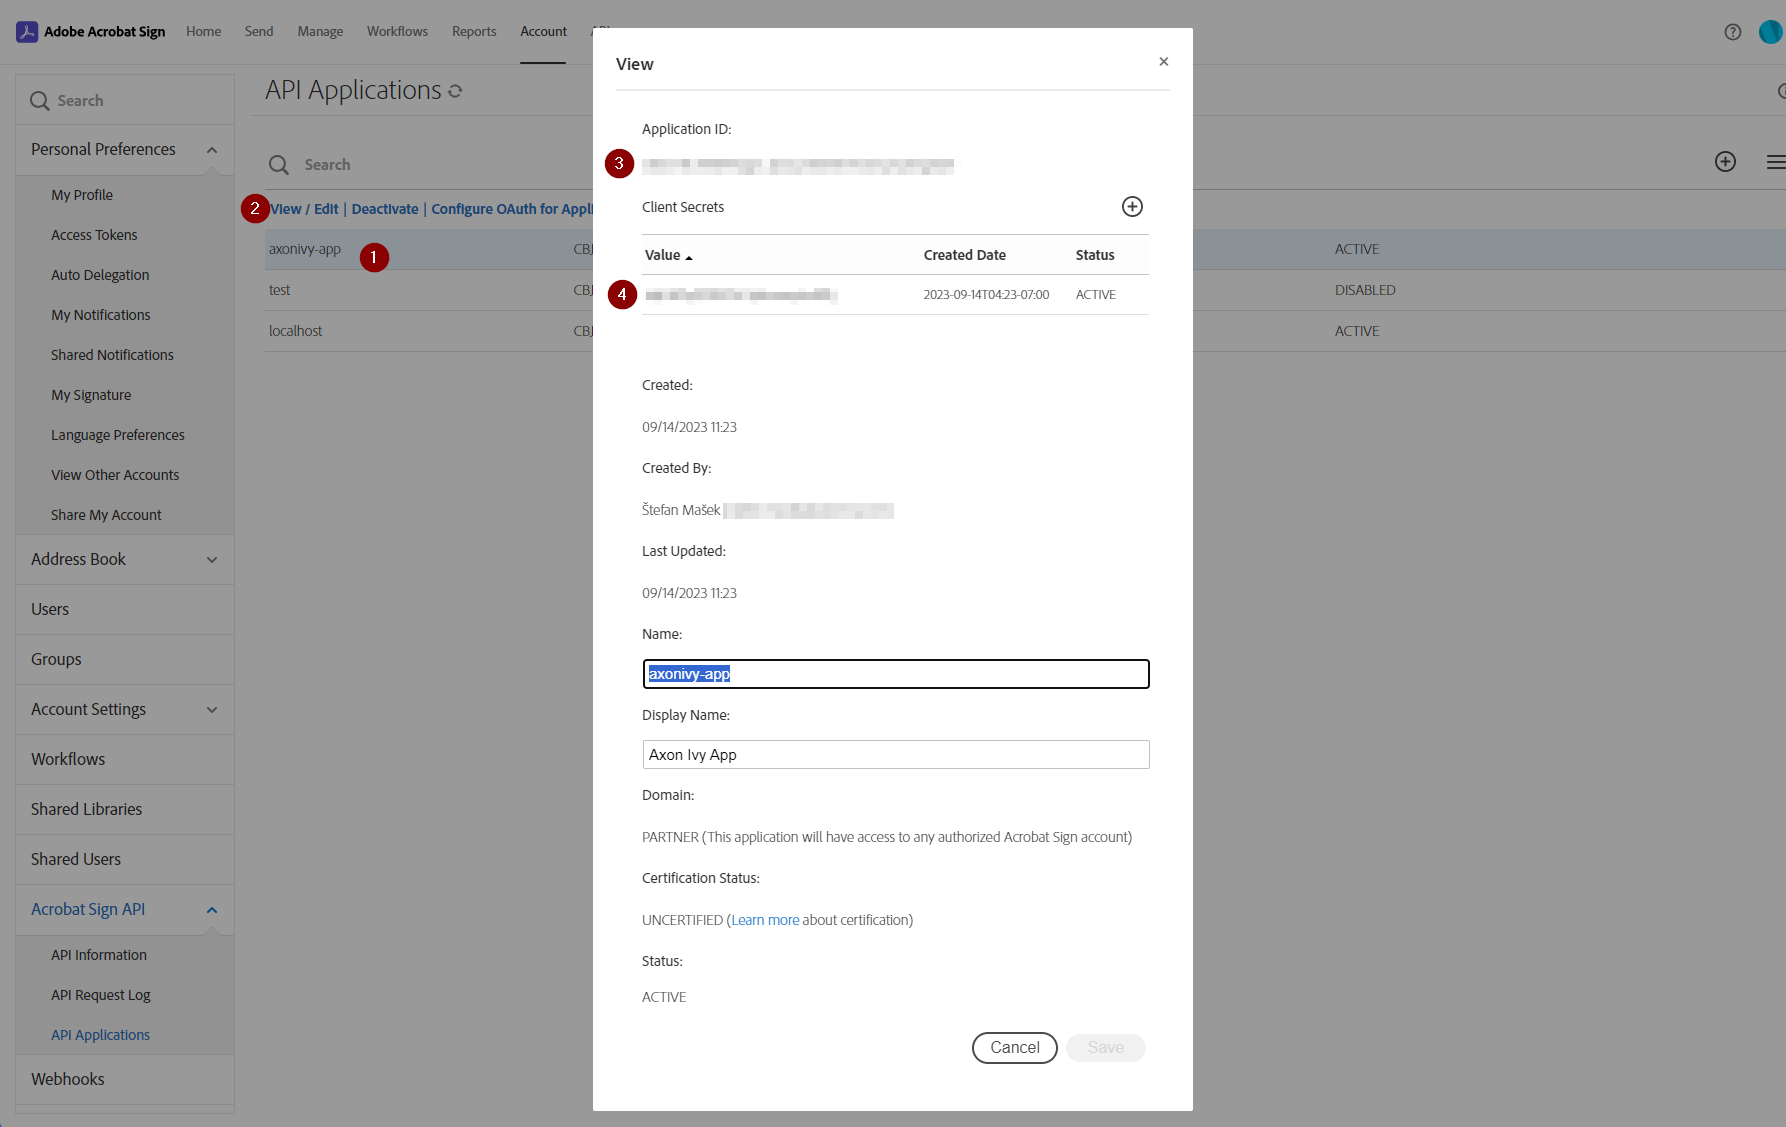 Adobe Acrobat Sign
Home
Send
Manage
Workflows
Reports
Account
Search
Personal Preferences
My Profile
Access Tokens
Auto Delegation
My Notifications
Shared Notifications
My Signature
Language Preferences
View Other Accounts
Share My Account
Address Book
Users
Groups
Account Settings
Workflows
Shared Libraries
Shared Users
Acrobat Sign API
API Information
API Request Log
API Applications
Webhooks
API Applications
Search
2
View / Edit | Deactivate | Configure OAuth for Appli
axonivy-app
1
CBJ
ACTIVE
test
CBJ
DISABLED
localhost
CBJ
ACTIVE
View
Application ID:
3
Client Secrets
Value
Created Date
Status
4
2023-09-14T04:23-07:00
ACTIVE
Created:
09/14/2023 11:23
Created By:
Štefan Mašek
Last Updated:
09/14/2023 11:23
Name:
axonivy-app
Display Name:
Axon Ivy App
Domain:
PARTNER (This application will have access to any authorized Acrobat Sign account)
Certification Status:
UNCERTIFIED (Learn more about certification)
Status:
ACTIVE
Cancel
Save